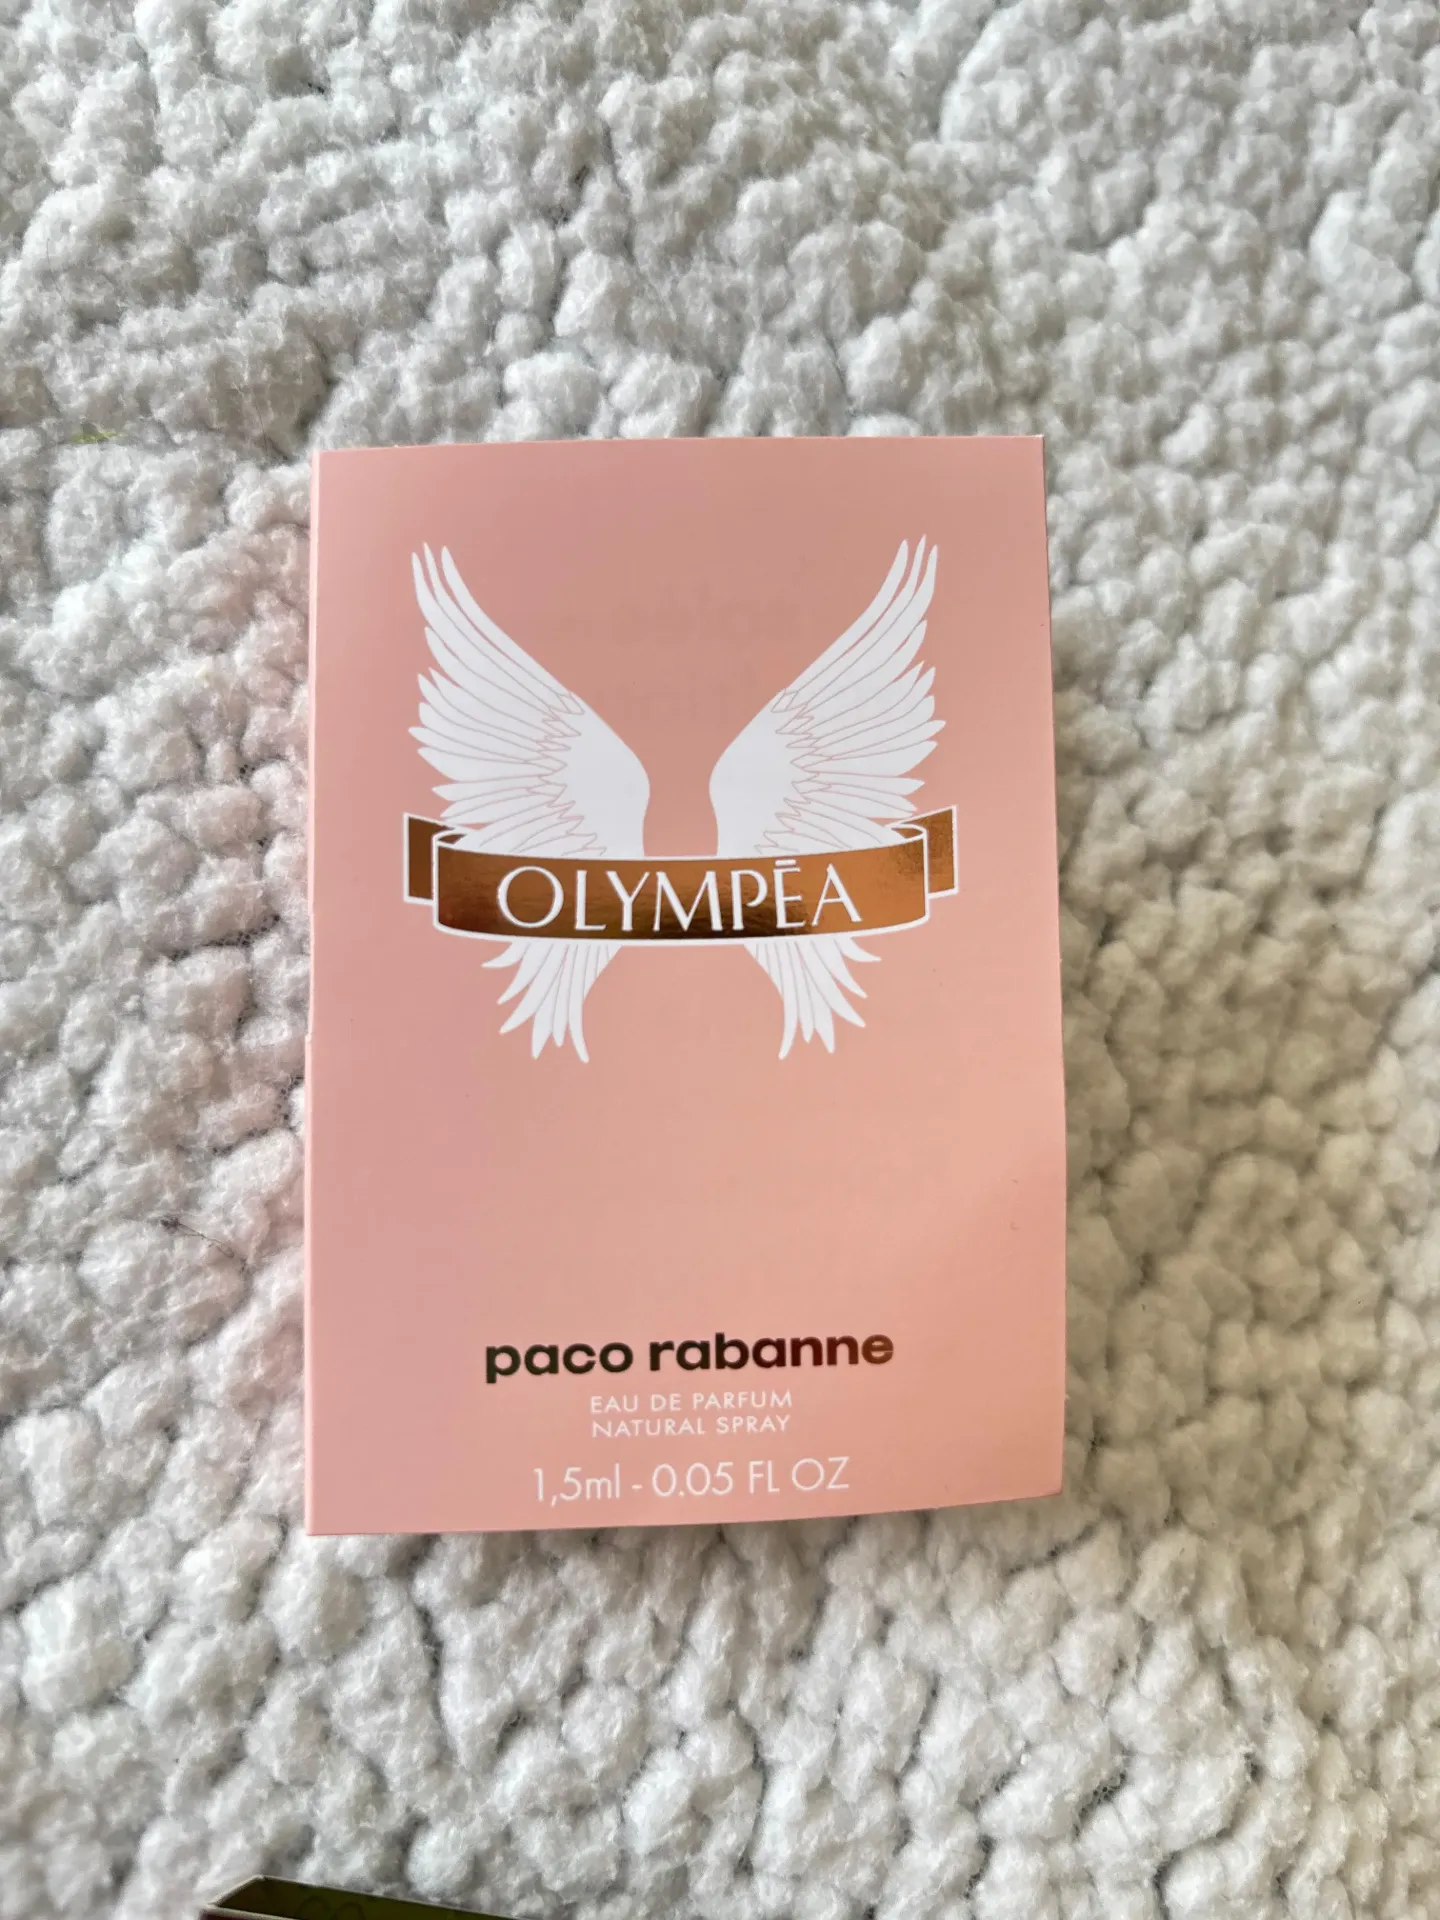 OLYMPĒA
paco rabanne
EAU DE PARFUM
NATURAL SPRAY
1,5ml - 0.05 FL OZ